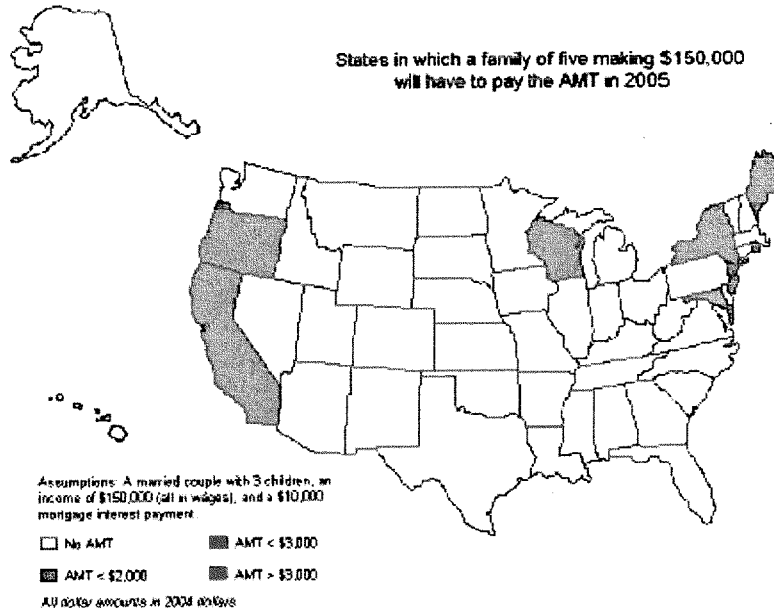 States in which a family of five making $150,000
will have to pay the AMT in 2005
Assumptions: A married couple with 3 children, an
income of $150,000 (all in wages), and a $10,000
mortgage interest payment.
No AMT
AMT < $3,000
AMT < $2,000
AMT > $3,000
All dollar amounts in 2004 dollars